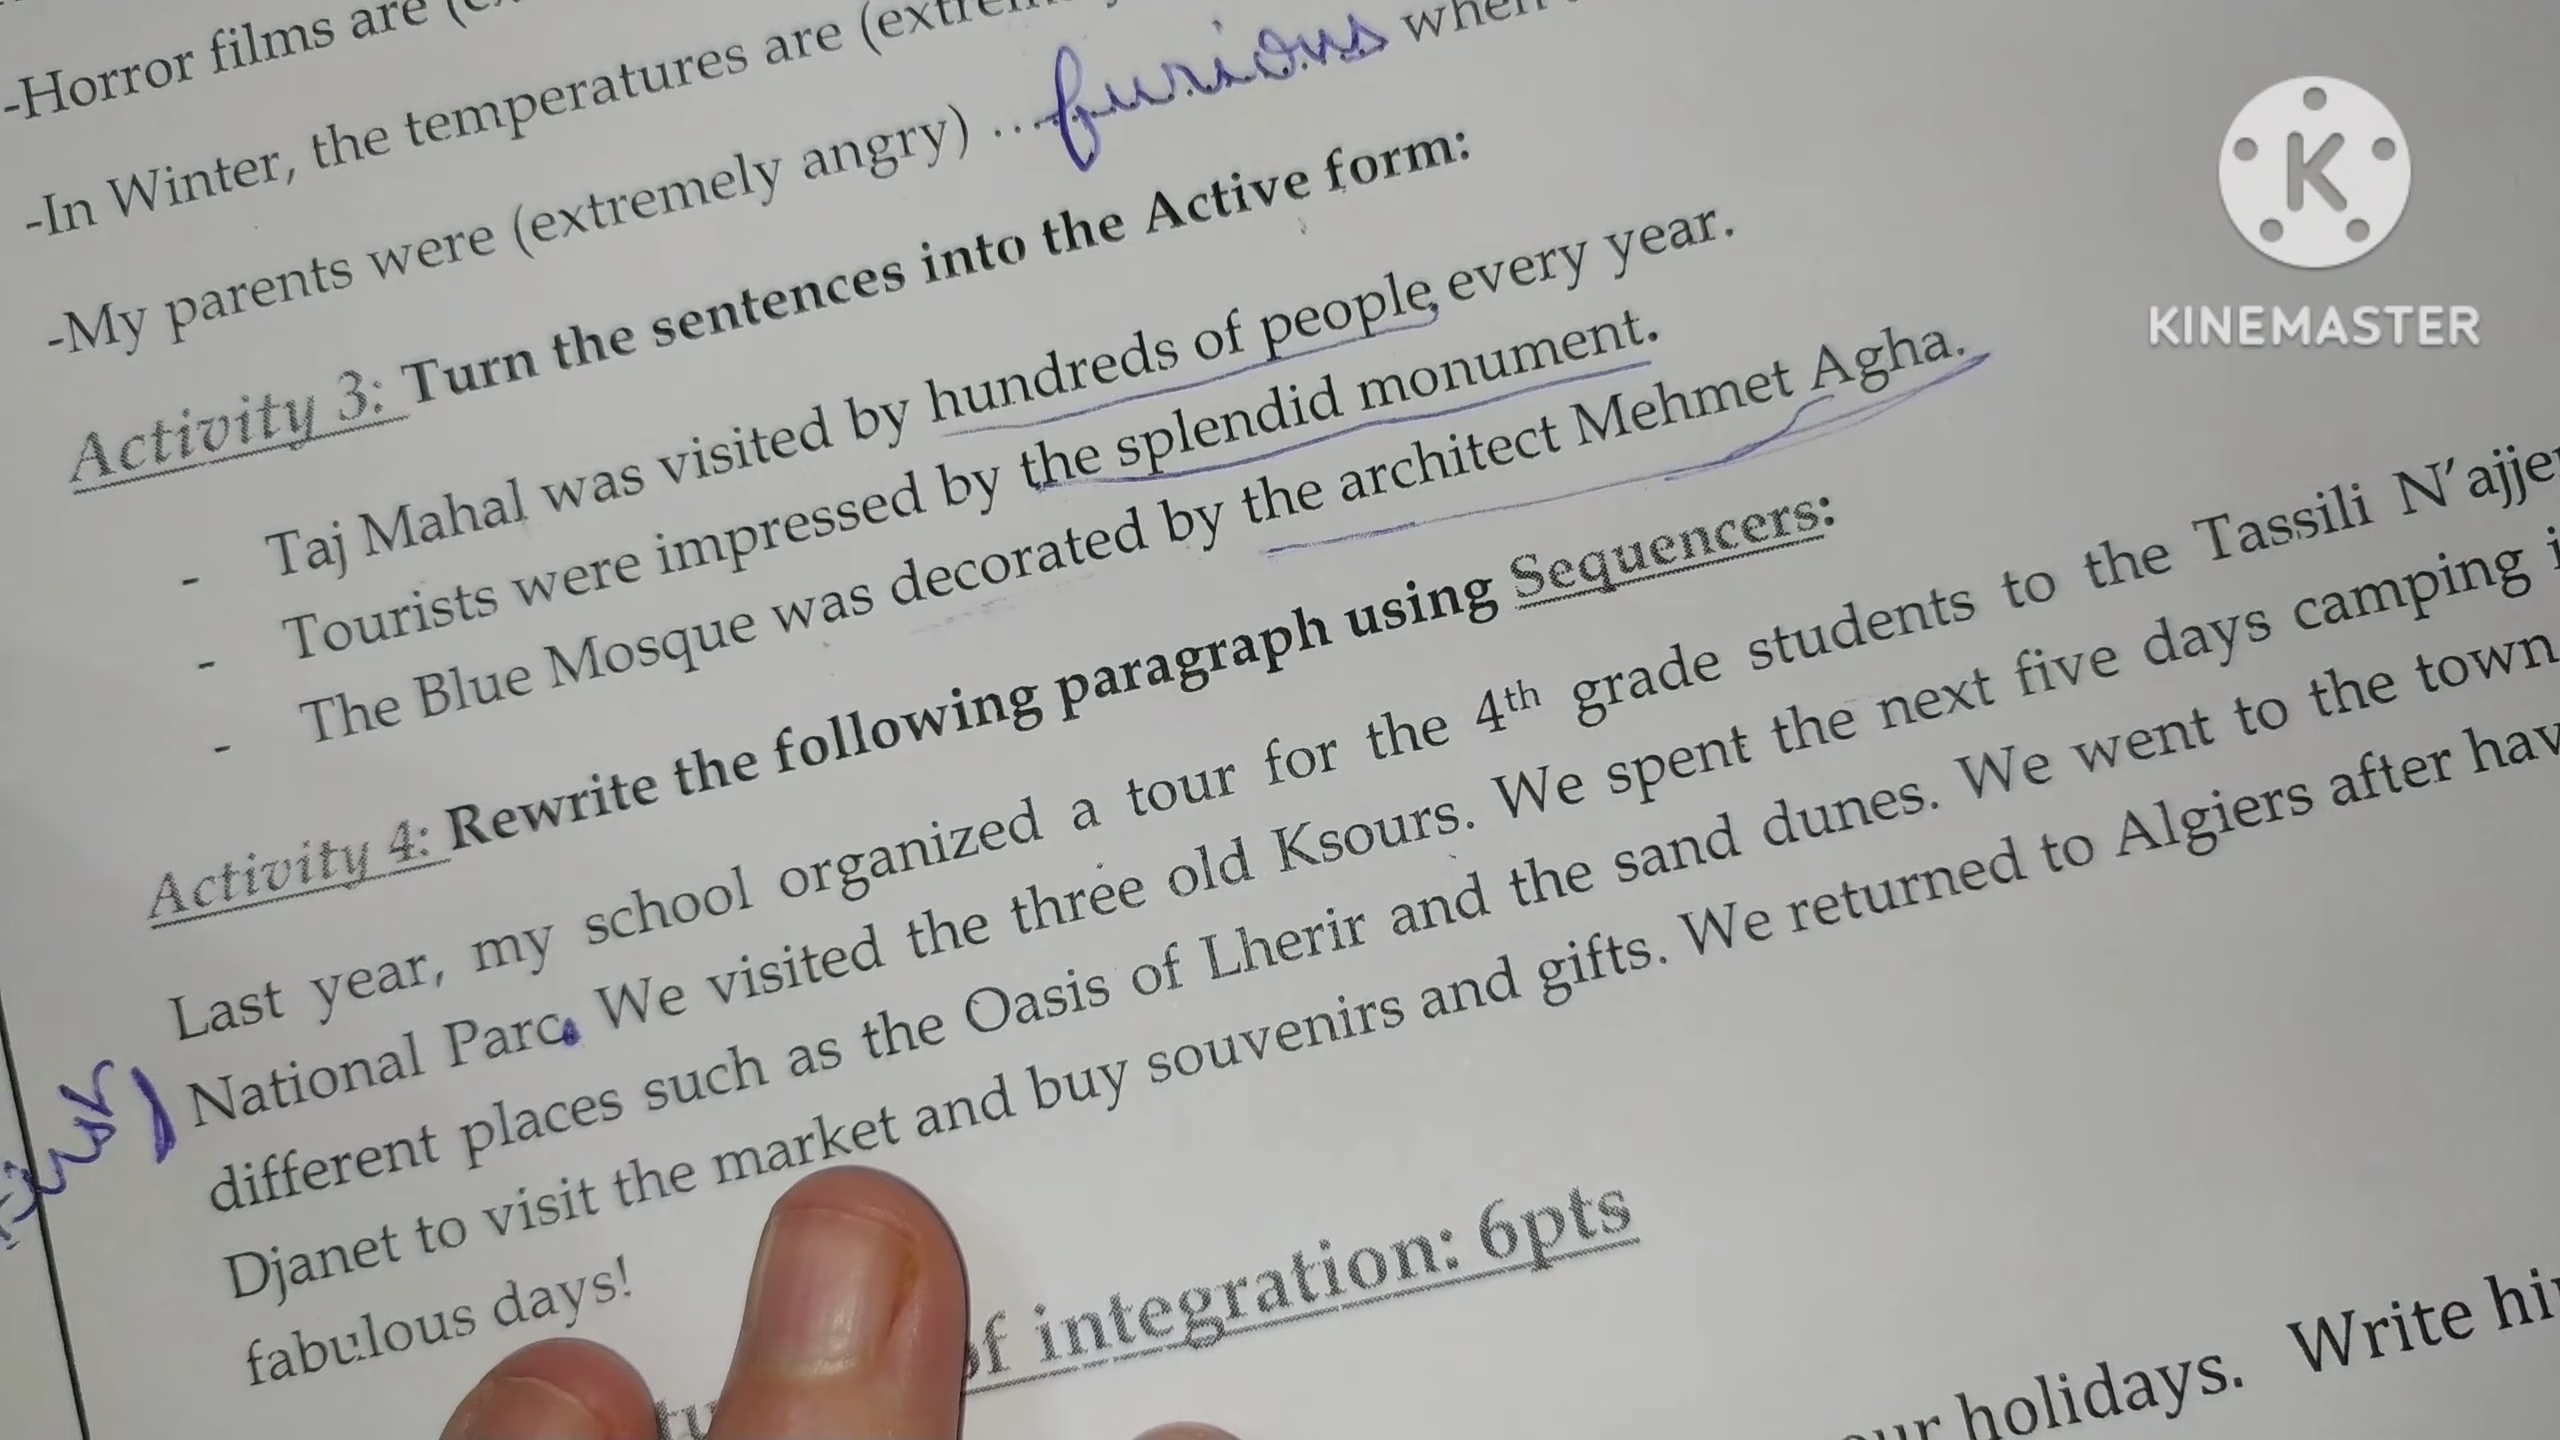 -Horror films are
-In Winter, the temperatures are
-My parents were (extremely angry) ... furious when
Activity 3: Turn the sentences into the Active form:
- Taj Mahal was visited by hundreds of people every year.
- Tourists were impressed by the splendid monument.
- The Blue Mosque was decorated by the architect Mehmet Agha.
Activity 4: Rewrite the following paragraph using Sequencers:
Last year, my school organized a tour for the 4th grade students to the Tassili
National Parc. We visited the three old Ksours. We spent the next five days camping
different places such as the Oasis of Lherir and the sand dunes. We went to the town
Djanet to visit the market and buy souvenirs and gifts. We returned to Algiers after
fabulous days!
of integration: 6pts
holidays. Write
KINEMASTER